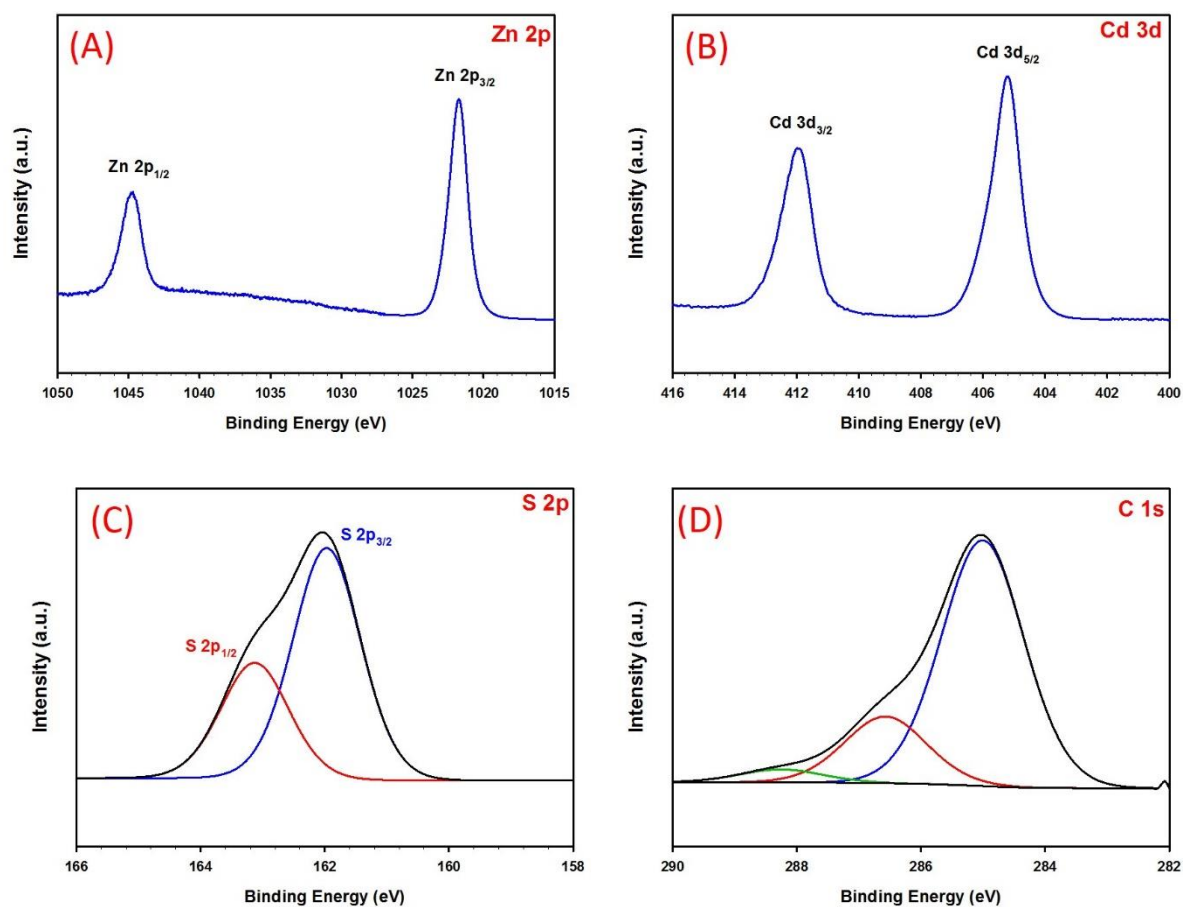 (A)
Zn 2p
Zn 2p3/2
Zn 2p1/2
Intensity (a.u.)
1050 1045 1040 1035 1030 1025 1020 1015
Binding Energy (eV)
(B)
Cd 3d
Cd 3d5/2
Cd 3d3/2
Intensity (a.u.)
416 414 412 410 408 406 404 402 400
Binding Energy (eV)
(C)
S 2p
S 2p3/2
S 2p1/2
Intensity (a.u.)
166 164 162 160 158
Binding Energy (eV)
(D)
C 1s
Intensity (a.u.)
290 288 286 284 282
Binding Energy (eV)